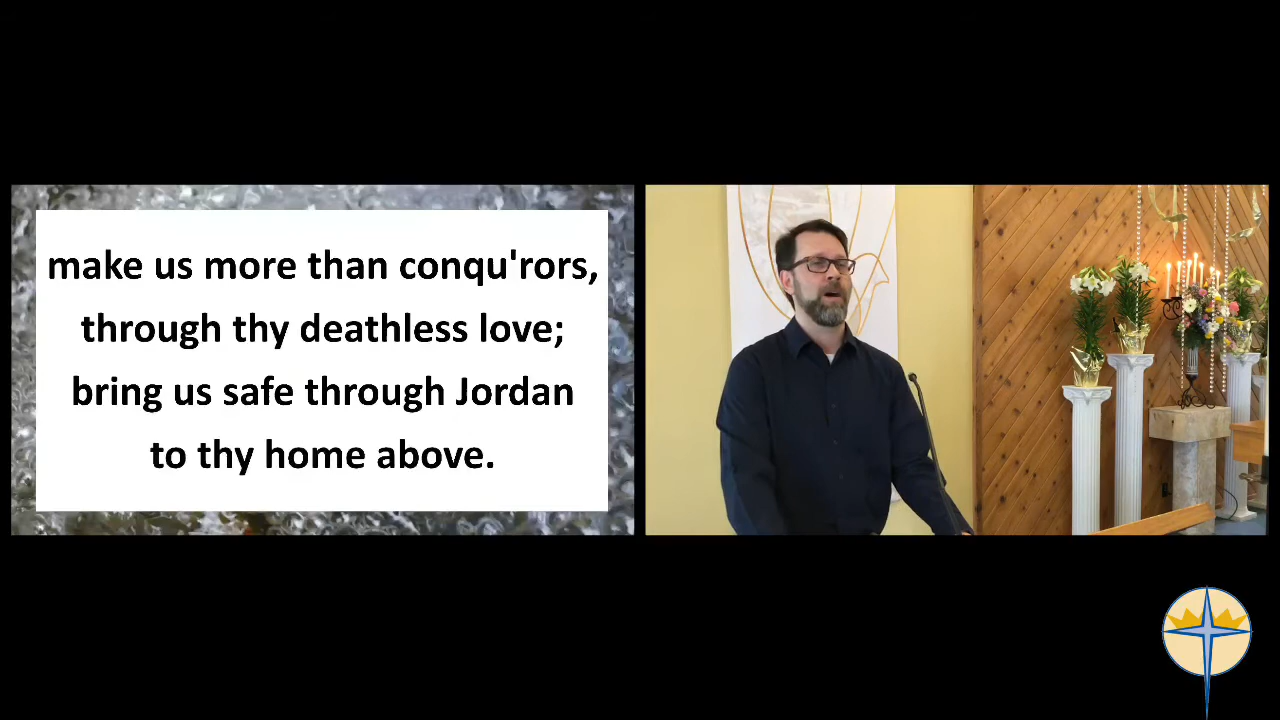 make us more than conqu'rors,
through thy deathless love;
bring us safe through Jordan
to thy home above.